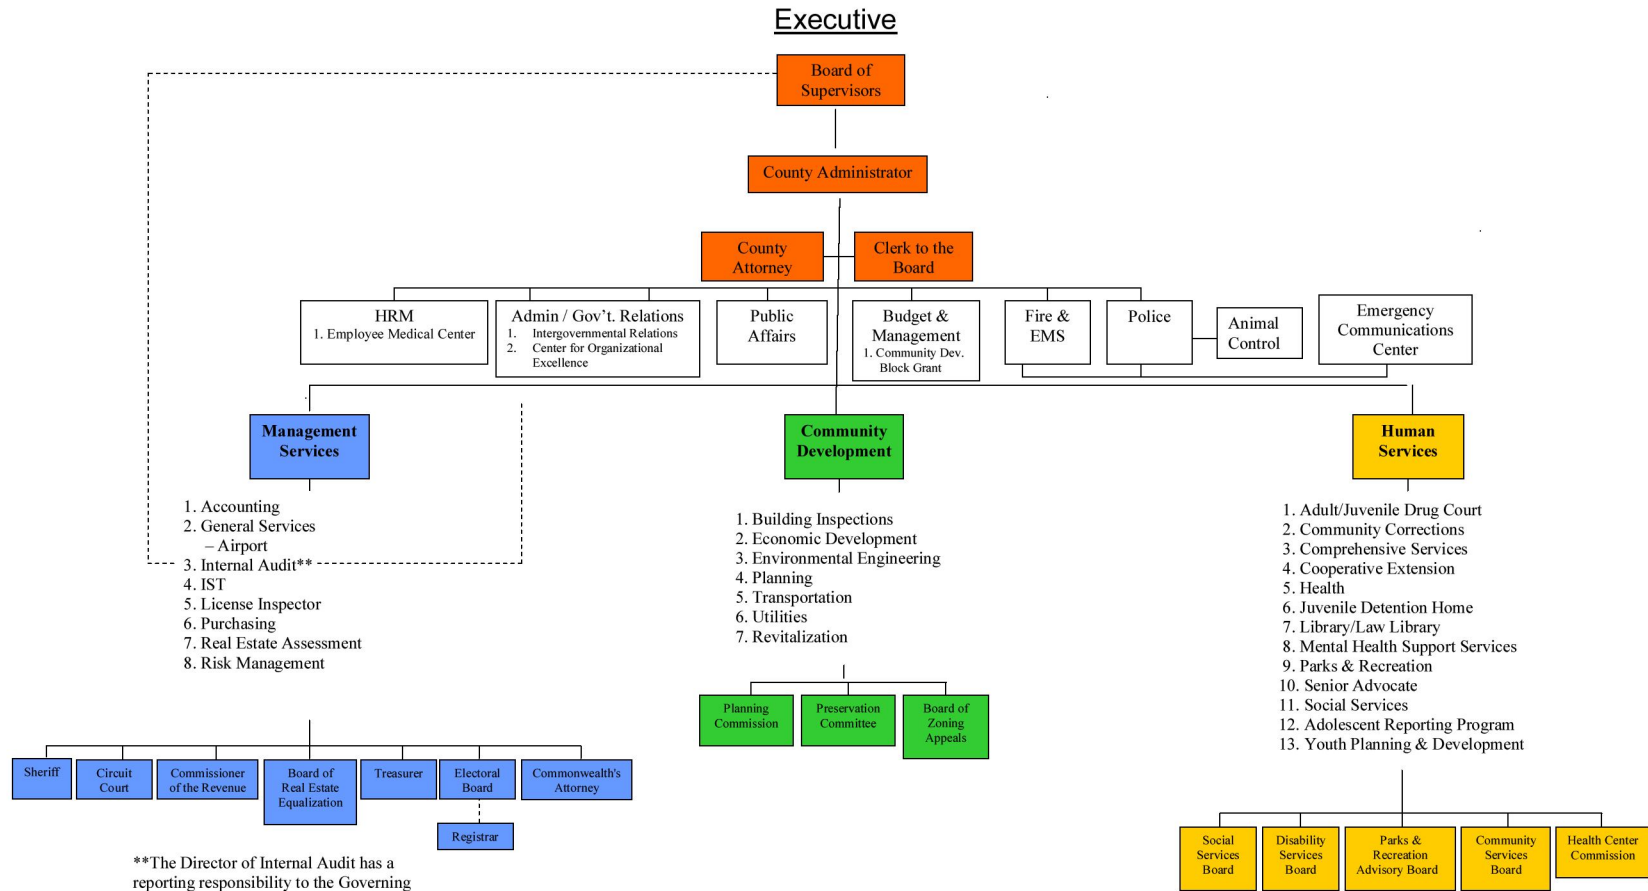 Executive
Board of
Supervisors
County Administrator
County
Attorney
Clerk to the
Board
HRM
1. Employee Medical Center
Admin / Gov't. Relations
1. Intergovernmental Relations
2. Center for Organizational
Excellence
Public
Affairs
Budget &
Management
1. Community Dev.
Block Grant
Fire &
EMS
Police
Animal
Control
Emergency
Communications
Center
Management
Services
Community
Development
Human
Services
1. Accounting
2. General Services
– Airport
3. Internal Audit**
4. IST
5. License Inspector
6. Purchasing
7. Real Estate Assessment
8. Risk Management
1. Building Inspections
2. Economic Development
3. Environmental Engineering
4. Planning
5. Transportation
6. Utilities
7. Revitalization
1. Adult/Juvenile Drug Court
2. Community Corrections
3. Comprehensive Services
4. Cooperative Extension
5. Health
6. Juvenile Detention Home
7. Library/Law Library
8. Mental Health Support Services
9. Parks & Recreation
10. Senior Advocate
11. Social Services
12. Adolescent Reporting Program
13. Youth Planning & Development
Planning
Commission
Preservation
Committee
Board of
Zoning
Appeals
Sheriff
Circuit
Court
Commissioner
of the Revenue
Board of
Real Estate
Equalization
Treasurer
Electoral
Board
Commonwealth's
Attorney
Registrar
Social
Services
Board
Disability
Services
Board
Parks &
Recreation
Advisory Board
Community
Services
Board
Health Center
Commission
**The Director of Internal Audit has a
reporting responsibility to the Governing